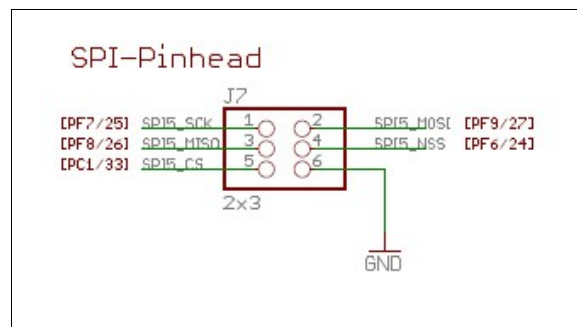 SPI-Pinhead
J7
[PF7/25] SPI5_SCK 1 2 SPI5_MOSI [PF9/27]
[PF8/26] SPI5_MISO 3 4 SPI5_NSS [PF6/24]
[PC1/33] SPI5_CS 5 6
2x3
GND